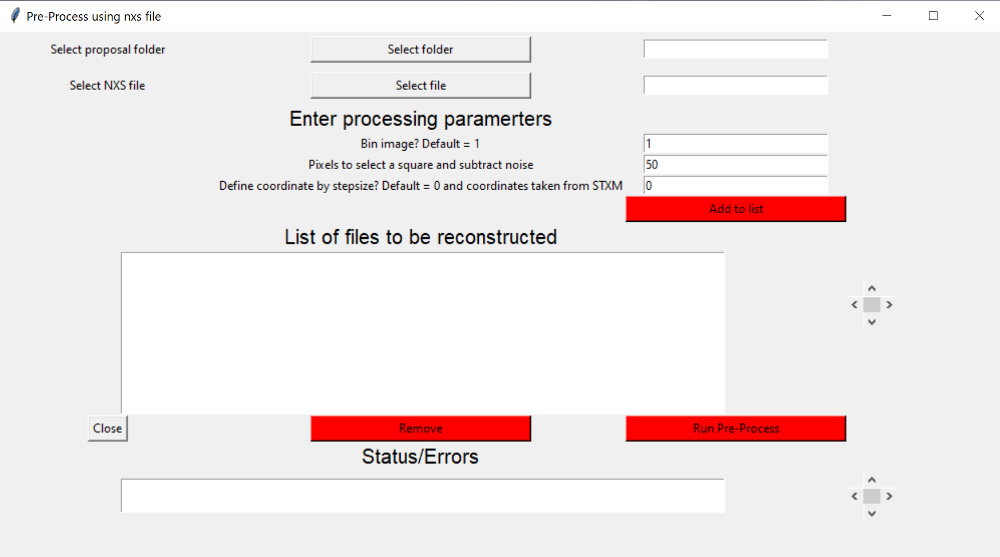 Pre-Process using nxs file
Select proposal folder
Select folder
Select NXS file
Select file
Enter processing paramerters
Bin image? Default = 1
1
Pixels to select a square and subtract noise
50
Define coordinate by stepsize? Default = 0 and coordinates taken from STXM
0
Add to list
List of files to be reconstructed
Close
Remove
Run Pre-Process
Status/Errors